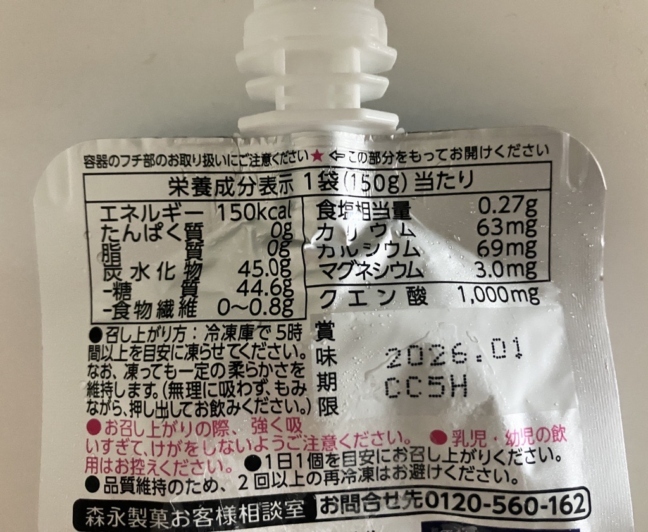 容器のフチ部のお取り扱いにご注意ください★⇦この部分をもってお開けください
栄養成分表示 1袋(150g)当たり
エネルギー 150kcal
たんぱく質 0g
脂質 0g
炭水化物 45.0g
-糖質 44.6g
-食物繊維 0〜0.8g
食塩相当量 0.27g
カリウム 63mg
カルシウム 69mg
マグネシウム 3.0mg
クエン酸 1,000mg
●召し上がり方：冷凍庫で5時
間以上を目安に凍らせてください。
なお、凍っても一定の柔らかさを
維持します。(無理に吸わず、もみ
ながら、押し出してお飲みください。)
賞味期限
2026.01
CC5H
●お召し上がりの際、強く吸
いすぎて、けがをしないようご注意ください。 ●乳児・幼児の飲
用はお控えください。 ●1日1個を目安にお召し上がりください。
●品質維持のため、2回以上の再冷凍はお避けください。
森永製菓お客様相談室 お問合せ先0120-560-162